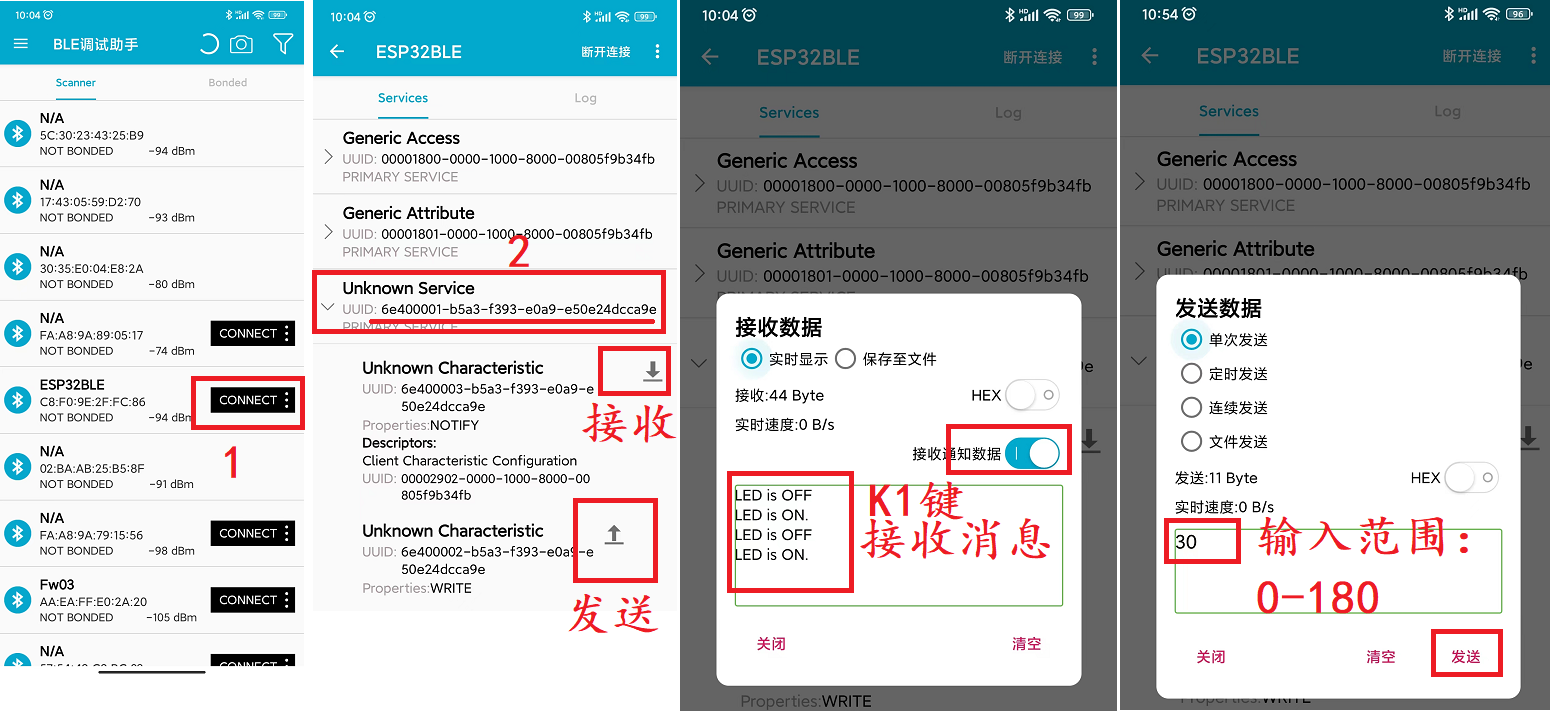 10:04
99
BLE调试助手
Scanner
Bonded
N/A
5C:30:23:43:25:B9
NOT BONDED
-94 dBm
N/A
17:43:05:59:D2:70
NOT BONDED
-93 dBm
N/A
30:35:E0:04:E8:2A
NOT BONDED
-80 dBm
N/A
FA:A8:9A:89:05:17
NOT BONDED
-74 dBm
CONNECT
ESP32BLE
C8:F0:9E:2F:FC:86
NOT BONDED
-94 dBm
CONNECT
1
N/A
02:BA:AB:25:B5:8F
NOT BONDED
-91 dBm
N/A
FA:A8:9A:79:15:56
NOT BONDED
-98 dBm
CONNECT
Fw03
AA:EA:FF:E0:2A:20
NOT BONDED
-105 dBm
CONNECT
N/A
CONNECT
10:04
99
ESP32BLE
断开连接
Services
Log
Generic Access
UUID: 00001800-0000-1000-8000-00805f9b34fb
PRIMARY SERVICE
Generic Attribute
UUID: 00001801-0000-1000-8000-00805f9b34fb
PRIMARY SERVICE
2
Unknown Service
UUID: 6e400001-b5a3-f393-e0a9-e50e24dcca9e
PRIMARY SERVICE
Unknown Characteristic
UUID: 6e400003-b5a3-f393-e0a9-e
50e24dcca9e
Properties:NOTIFY
接收
Descriptors:
Client Characteristic Configuration
UUID: 00002902-0000-1000-8000-00
805f9b34fb
Unknown Characteristic
UUID: 6e400002-b5a3-f393-e0a9-e
50e24dcca9e
Properties:WRITE
发送
10:04
HD
99
ESP32BLE
断开连接
Services
Log
Generic Access
UUID: 00001800-0000-1000-8000-00805f9b34fb
PRIMARY SERVICE
Generic Attribute
UUID: 00001801-0000-1000-8000-00805f9b34fb
接收数据
实时显示
保存至文件
接收:44 Byte
HEX
实时速度:0 B/s
接收通知数据
LED is OFF
LED is ON.
LED is OFF
LED is ON.
K1键
接收消息
关闭
清空
Properties:WRITE
10:54
HD
96
ESP32BLE
断开连接
Services
Log
Generic Access
UUID: 00001800-0000-1000-8000-00805f9b34fb
PRIMARY SERVICE
Generic Attribute
UUID: 00001801-0000-1000-8000-00805f9b34fb
发送数据
单次发送
定时发送
连续发送
文件发送
发送:11 Byte
HEX
实时速度:0 B/s
30
输入范围：
0-180
关闭
清空
发送
Properties:WRITE